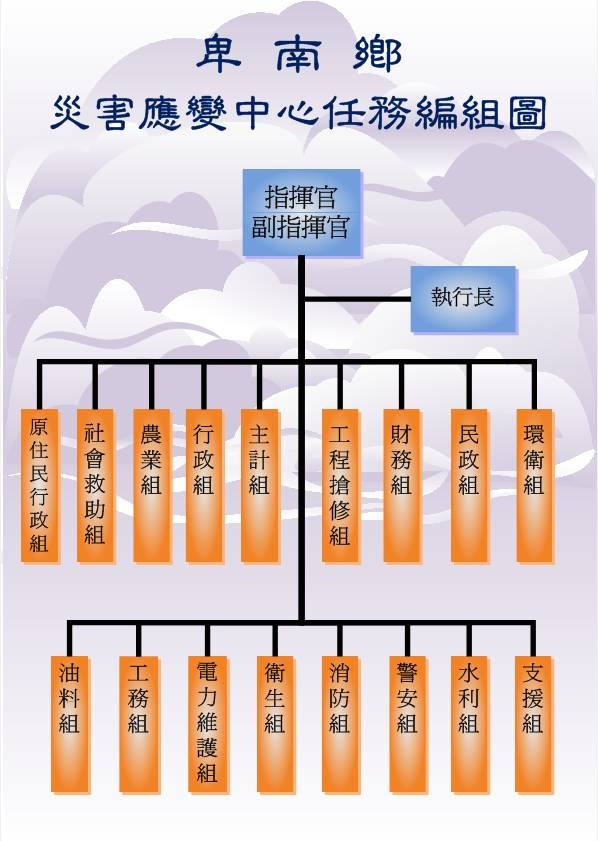 卑南鄉
災害應變中心任務編組圖
指揮官
副指揮官
執行長
原住民行政組
社會救助組
農業組
行政組
主計組
工程搶修組
財務組
民政組
環衛組
油料組
工務組
電力維護組
衛生組
消防組
警安組
水利組
支援組